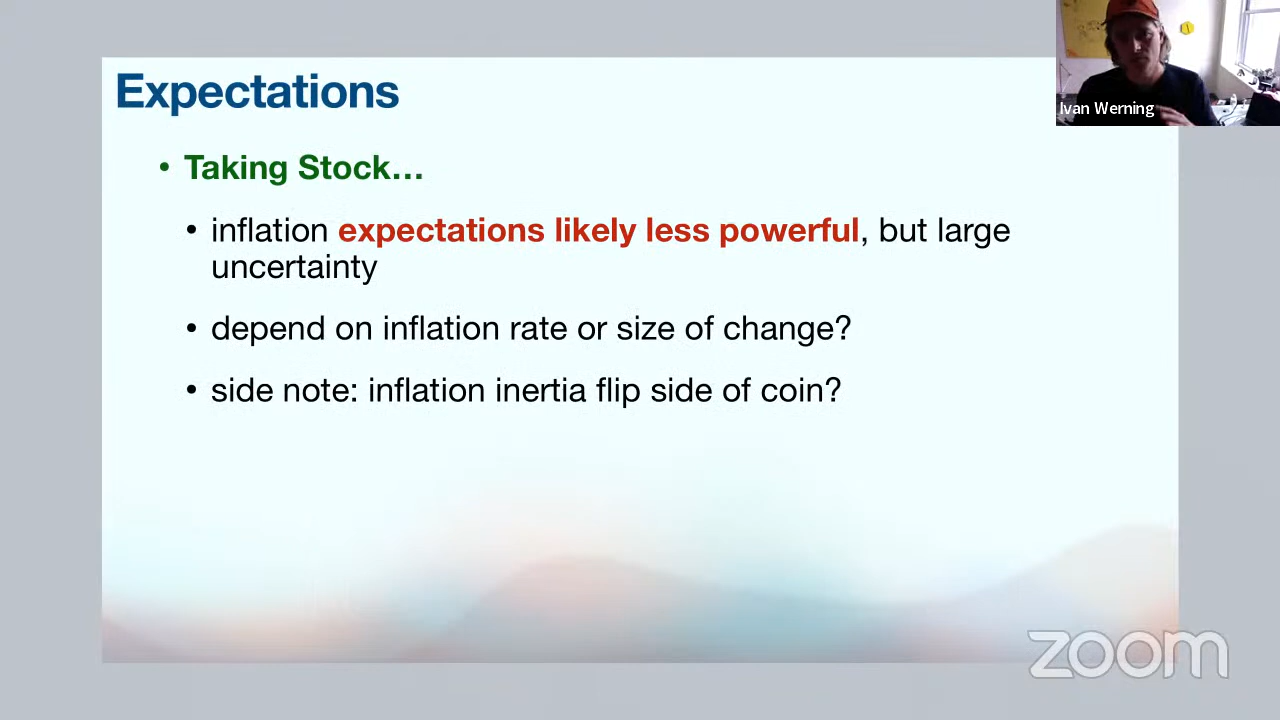 Expectations
• Taking Stock…
• inflation expectations likely less powerful, but large
uncertainty
• depend on inflation rate or size of change?
• side note: inflation inertia flip side of coin?
Ivan Werning
zoom